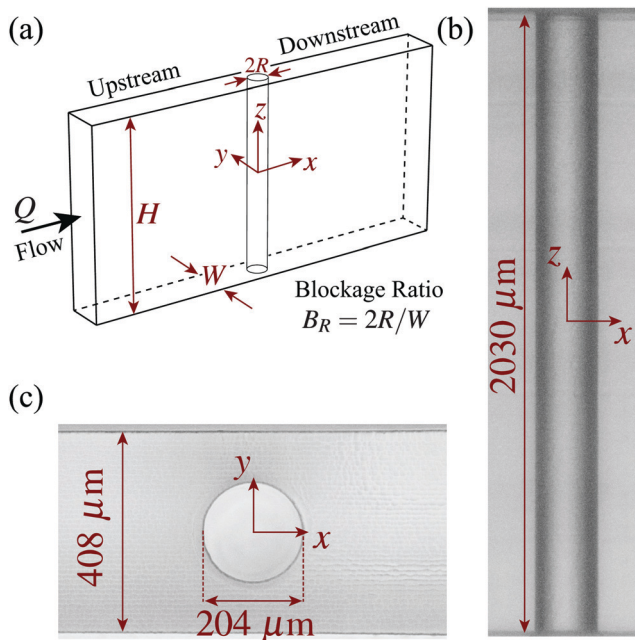 (a)
Upstream
Downstream
2R
z
y
x
H
Q
Flow
W
Blockage Ratio
B_R = 2R/W
(b)
2030 μm
z
x
(c)
408 μm
y
x
204 μm